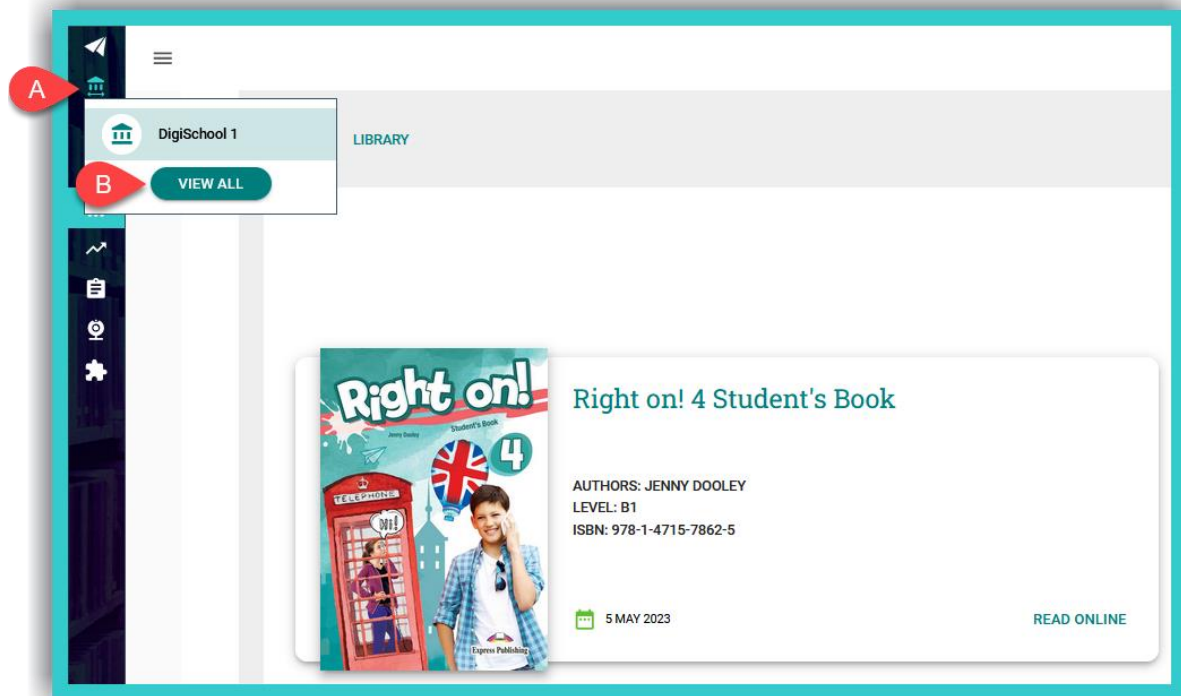 A
DigiSchool 1
LIBRARY
B
VIEW ALL
Right on!
Student's Book
Jenny Dooley
4
TELEPHONE
Hi!
Express Publishing
Right on! 4 Student's Book
AUTHORS: JENNY DOOLEY
LEVEL: B1
ISBN: 978-1-4715-7862-5
5 MAY 2023
READ ONLINE